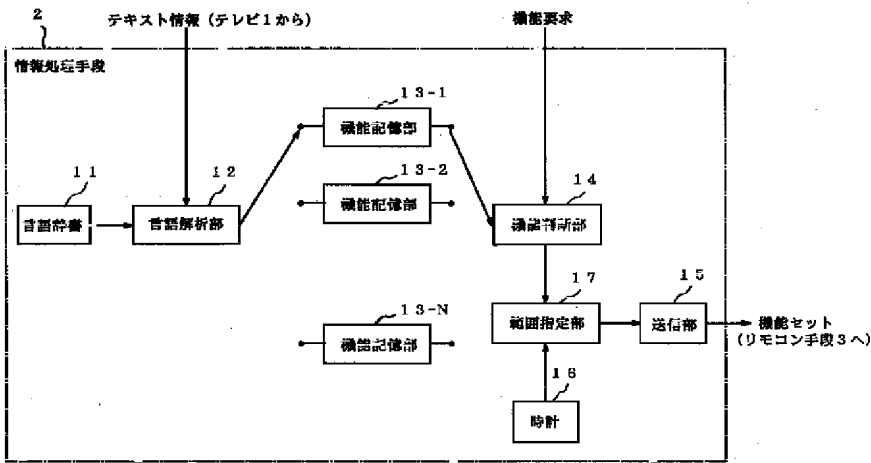 2
テキスト情報（テレビ1から）
機能要求
情報処理手段
13-1
機能記憶部
11
12
13-2
14
言語辞書
言語解析部
機能記憶部
機能判断部
17
15
13-N
範囲指定部
送信部
機能セット
（リモコン手段3へ）
機能記憶部
16
時計